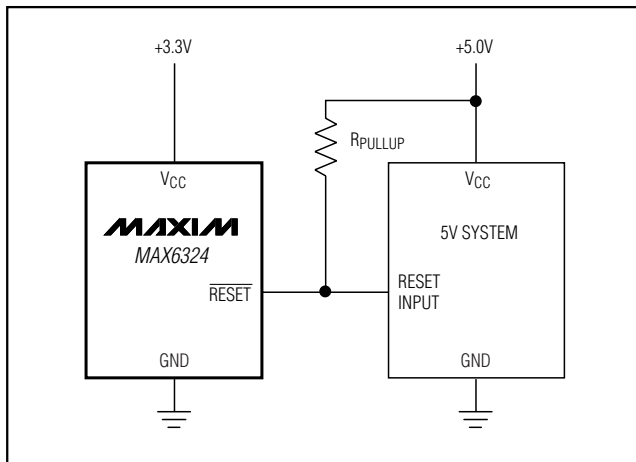 +3.3V
+5.0V
RPULLUP
VCC
VCC
MAXIM
MAX6324
5V SYSTEM
RESET
RESET
INPUT
GND
GND